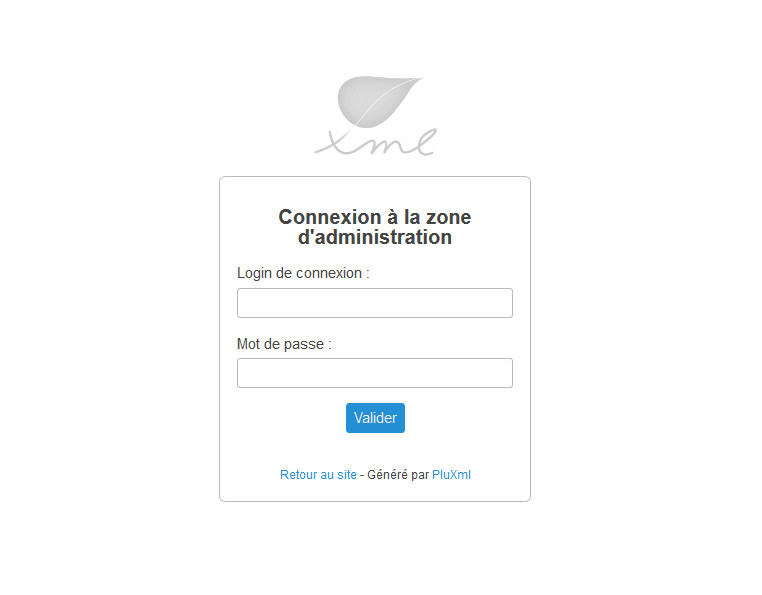 xml
Connexion à la zone
d'administration
Login de connexion :
Mot de passe :
Valider
Retour au site - Généré par PluXml